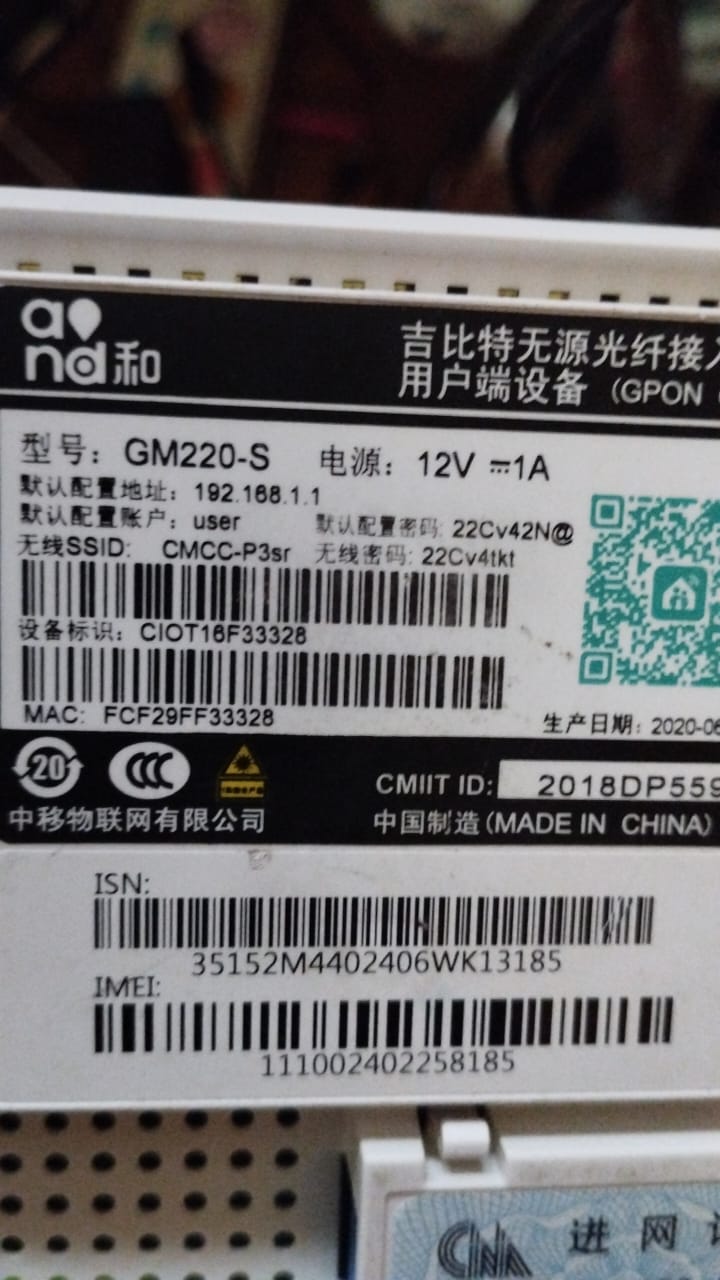 and和
吉比特无源光纤接入
用户端设备 (GPON
型号: GM220-S 电源: 12V ⎓1A
默认配置地址: 192.168.1.1
默认配置账户: user 默认配置密码: 22Cv42N@
无线SSID: CMCC-P3sr 无线密码: 22Cv4tkt
设备标识: CIOT16F33328
MAC: FCF29FF33328
生产日期: 2020-06
20 CCC
CMIIT ID: 2018DP559
中移物联网有限公司 中国制造(MADE IN CHINA)
ISN:
35152M4402406WK13185
IMEI:
111002402258185
CNA 进网